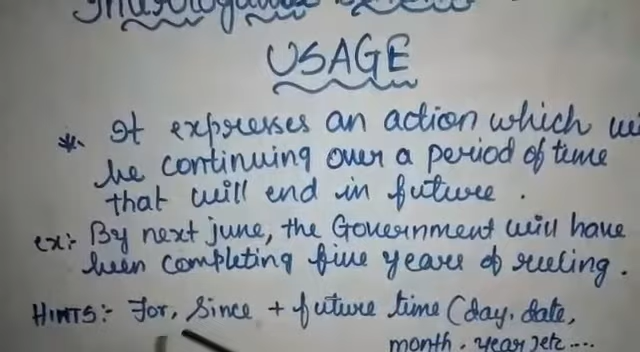 Interrogative
USAGE
* It expresses an action which wi
be continuing over a period of time
that will end in future.
ex:- By next june, the Government will have
been completing five years of ruling.
HINTS:- For, Since + future time (day, date,
month, year) etc....